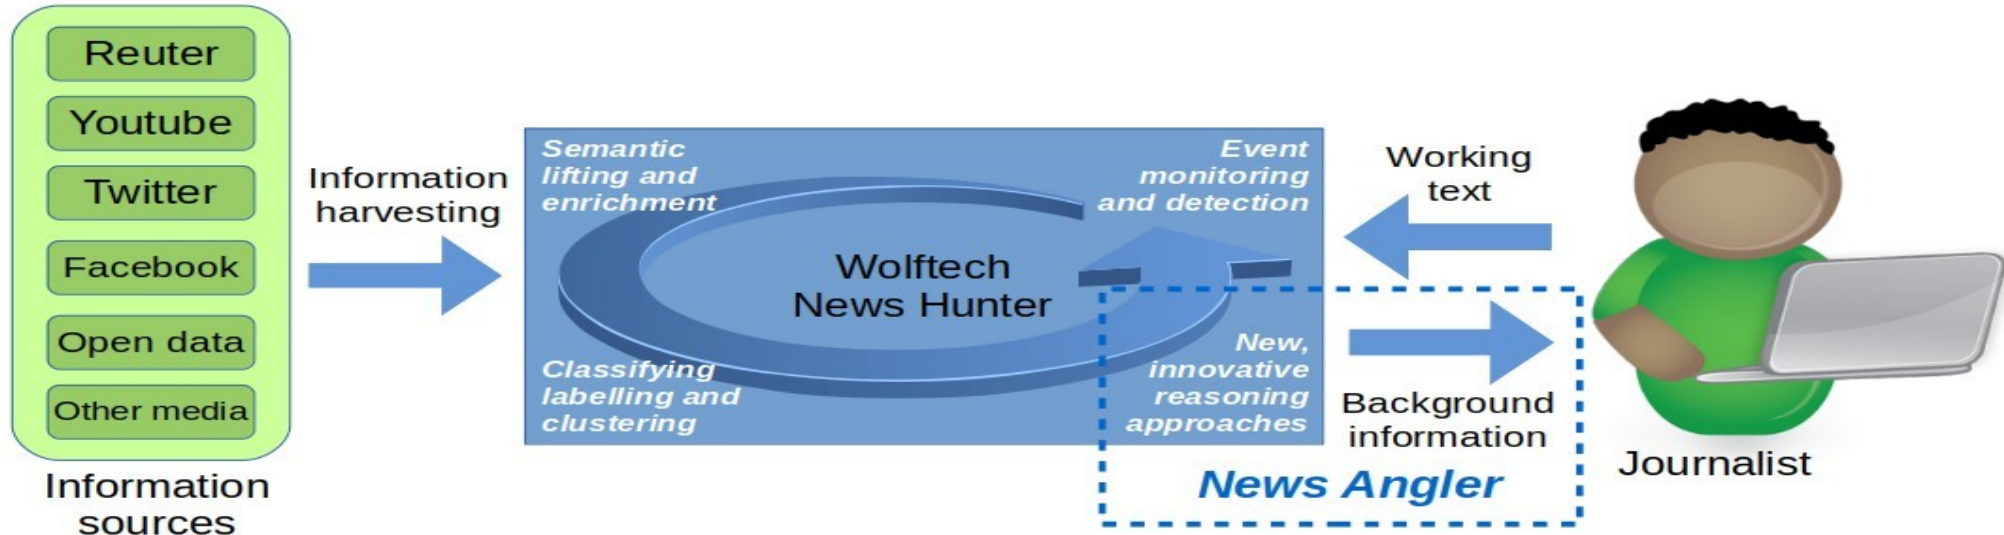 Reuter
Youtube
Twitter
Facebook
Open data
Other media
Information
sources
Information
harvesting
Semantic
lifting and
enrichment
Event
monitoring
and detection
Wolftech
News Hunter
Classifying
labelling and
clustering
New,
innovative
reasoning
approaches
Working
text
Background
information
News Angler
Journalist